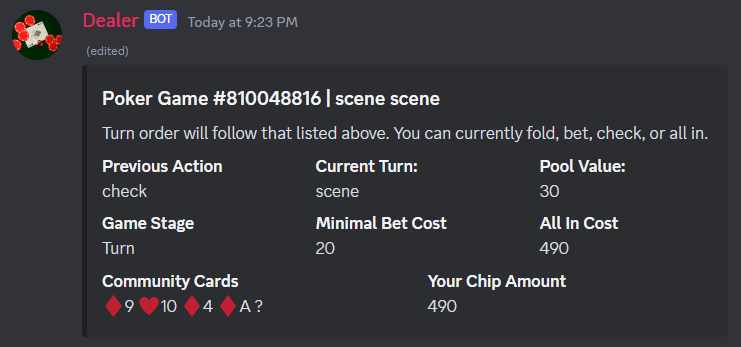 Dealer BOT Today at 9:23 PM
(edited)
Poker Game #810048816 | scene scene
Turn order will follow that listed above. You can currently fold, bet, check, or all in.
Previous Action Current Turn: Pool Value:
check scene 30
Game Stage Minimal Bet Cost All In Cost
Turn 20 490
Community Cards Your Chip Amount
♦9 ♥10 ♦4 ♦A ? 490